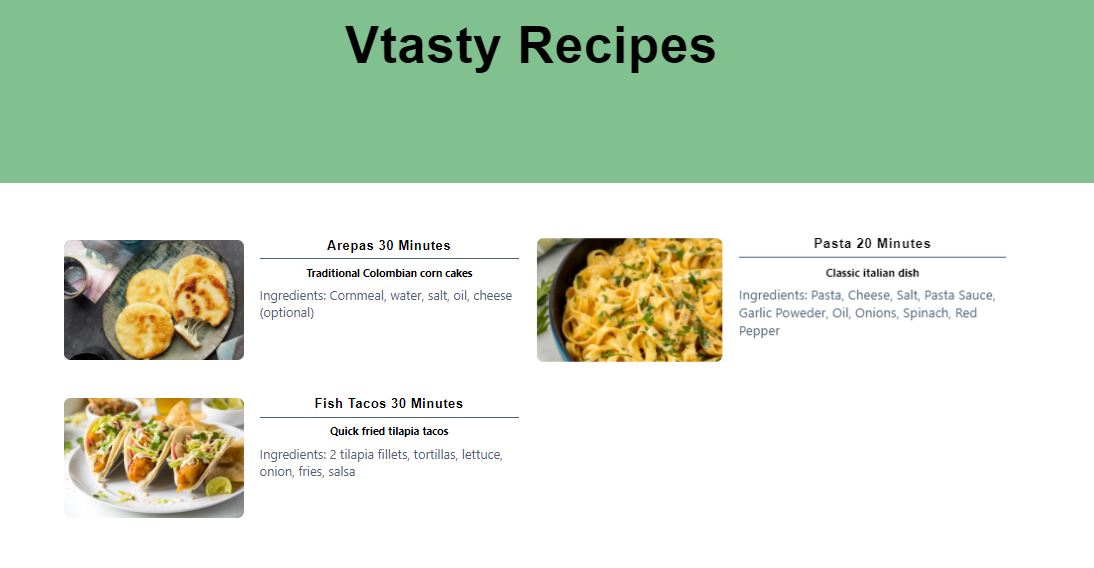 Vtasty Recipes
Arepas 30 Minutes
Traditional Colombian corn cakes
Ingredients: Cornmeal, water, salt, oil, cheese
(optional)
Pasta 20 Minutes
Classic italian dish
Ingredients: Pasta, Cheese, Salt, Pasta Sauce,
Garlic Poweder, Oil, Onions, Spinach, Red
Pepper
Fish Tacos 30 Minutes
Quick fried tilapia tacos
Ingredients: 2 tilapia fillets, tortillas, lettuce,
onion, fries, salsa